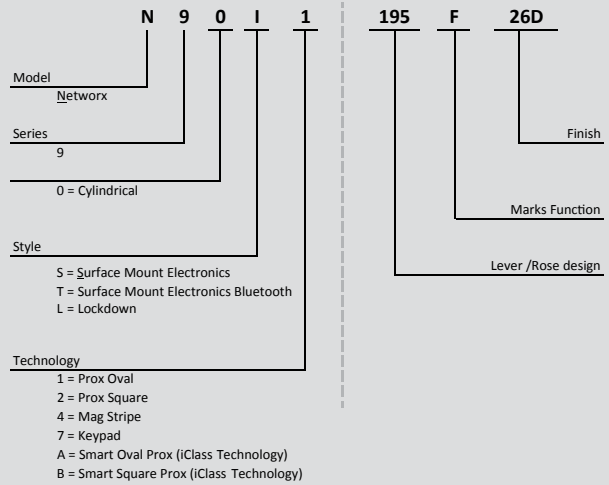 N 9 0 I 1 195 F 26D
Model
Networx
Series
9
Finish
0 = Cylindrical
Marks Function
Style
Lever /Rose design
S = Surface Mount Electronics
T = Surface Mount Electronics Bluetooth
L = Lockdown
Technology
1 = Prox Oval
2 = Prox Square
4 = Mag Stripe
7 = Keypad
A = Smart Oval Prox (iClass Technology)
B = Smart Square Prox (iClass Technology)